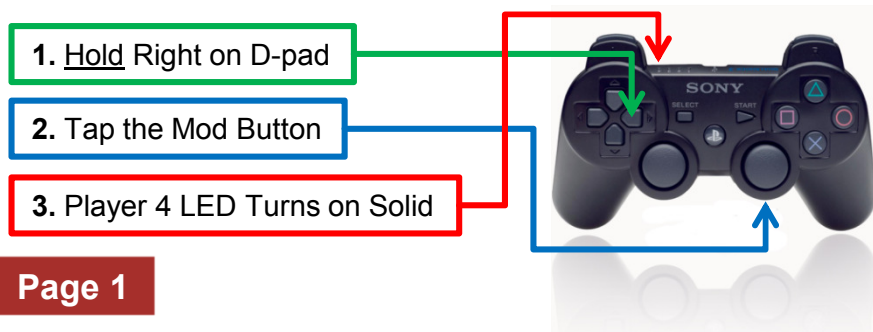 1. Hold Right on D-pad
2. Tap the Mod Button
3. Player 4 LED Turns on Solid
SONY
SELECT
START
Page 1